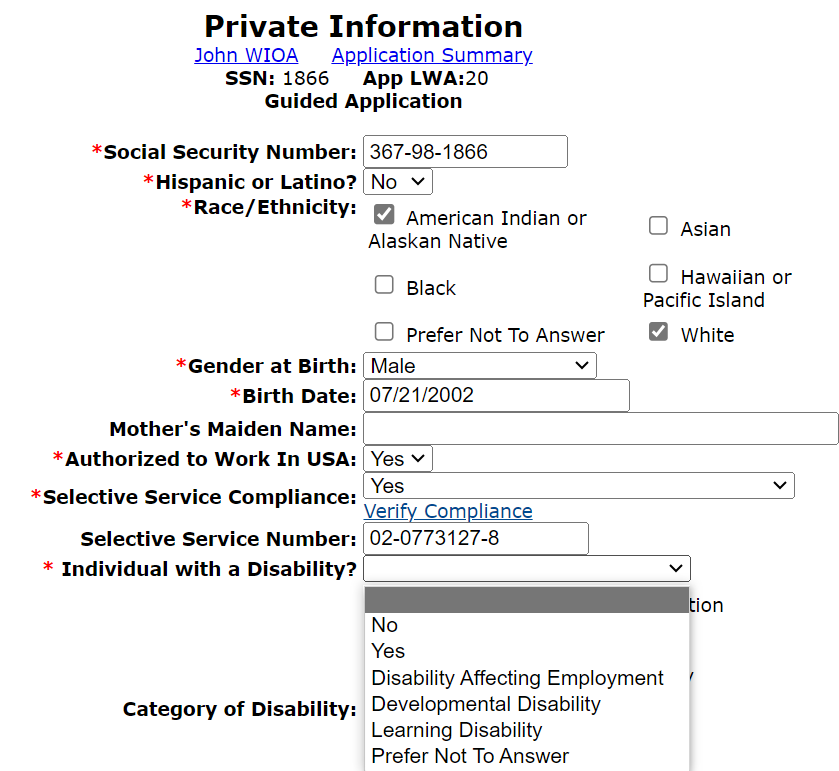 Private Information
John WIOA Application Summary
SSN: 1866 App LWA:20
Guided Application
*Social Security Number: 367-98-1866
*Hispanic or Latino? No
*Race/Ethnicity:
American Indian or
Alaskan Native
Asian
Black
Hawaiian or
Pacific Island
Prefer Not To Answer
White
*Gender at Birth: Male
*Birth Date: 07/21/2002
Mother's Maiden Name:
*Authorized to Work In USA: Yes
*Selective Service Compliance: Yes
Verify Compliance
Selective Service Number: 02-0773127-8
* Individual with a Disability?
tion
No
Yes
Disability Affecting Employment
Developmental Disability
Category of Disability:
Learning Disability
Prefer Not To Answer